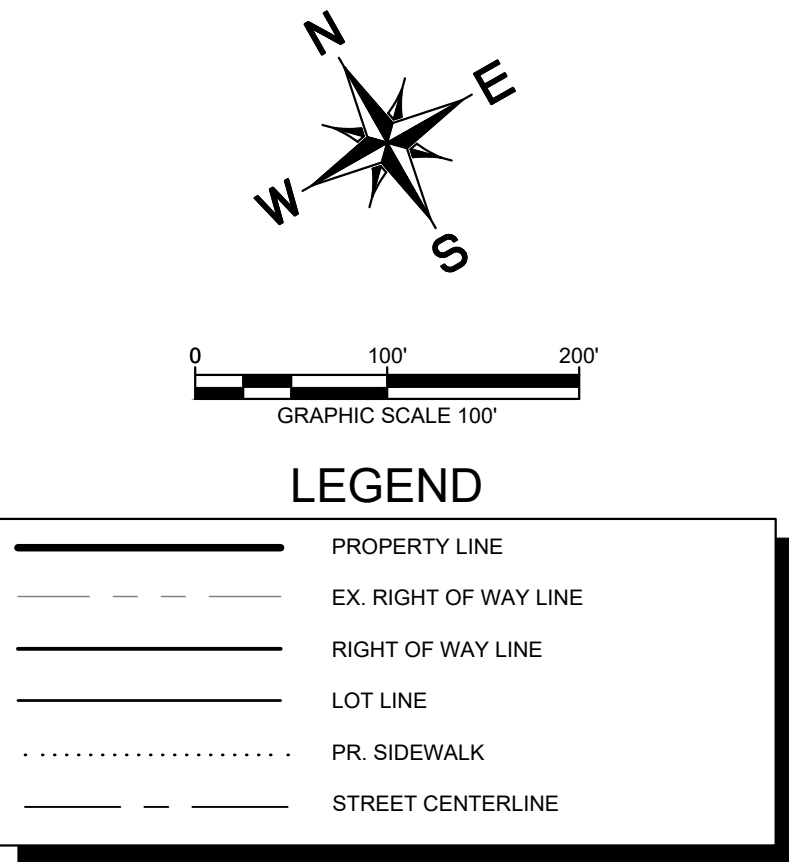 N
E
W
S
0 100' 200'
GRAPHIC SCALE 100'
LEGEND
PROPERTY LINE
EX. RIGHT OF WAY LINE
RIGHT OF WAY LINE
LOT LINE
PR. SIDEWALK
STREET CENTERLINE